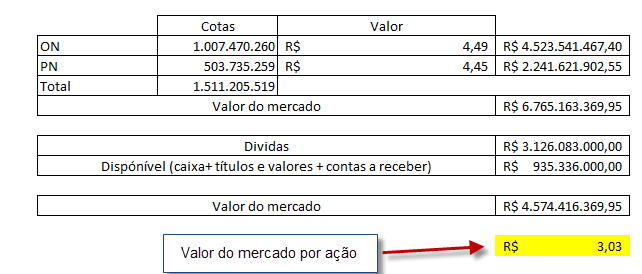 Cotas Valor
ON 1.007.470.260 R$ 4,49 R$ 4.523.541.467,40
PN 503.735.259 R$ 4,45 R$ 2.241.621.902,55
Total 1.511.205.519
Valor do mercado R$ 6.765.163.369,95
Dividas R$ 3.126.083.000,00
Dispónível (caixa+ títulos e valores + contas a receber) R$ 935.336.000,00
Valor do mercado R$ 4.574.416.369,95
Valor do mercado por ação R$ 3,03